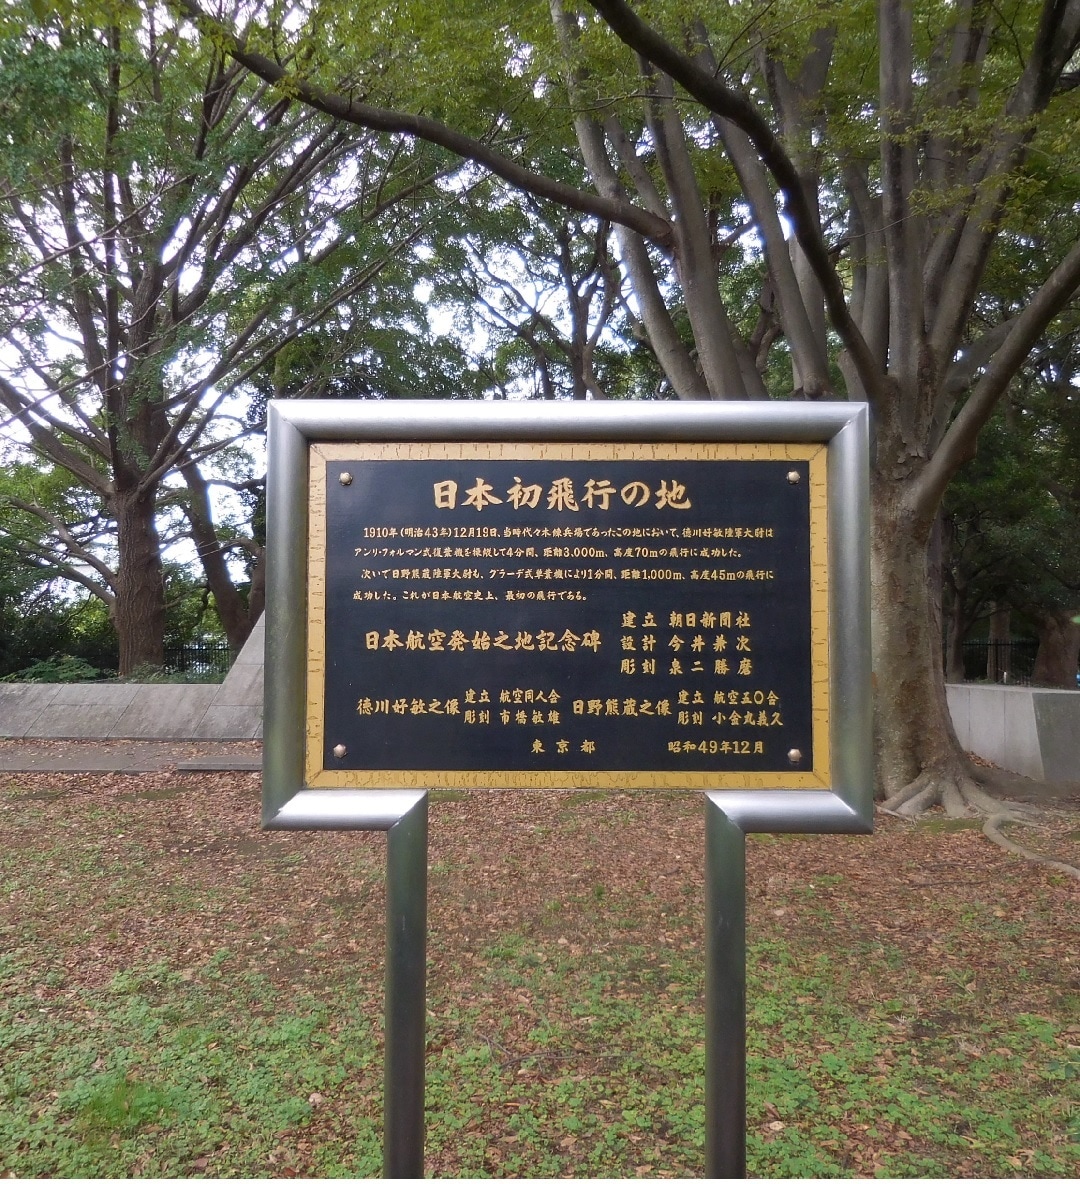 日本初飛行の地
1910年(明治43年)12月19日、当時代々木練兵場であったこの地において、徳川好敏陸軍大尉は
アンリ・フォルマン式複葉機を操縦して4分間、距離3,000m、高度70mの飛行に成功した。
次いで日野熊蔵陸軍大尉も、グラーデ式単葉機により1分間、距離1,000m、高度45mの飛行に
成功した。これが日本航空史上、最初の飛行である。
日本航空発始之地記念碑
建立 朝日新聞社
設計 今井兼次
彫刻 泉二勝磨
徳川好敏之像
建立 航空同人会
彫刻 市橋敏雄
日野熊蔵之像
建立 航空五〇会
彫刻 小金丸義久
東京都 昭和49年12月